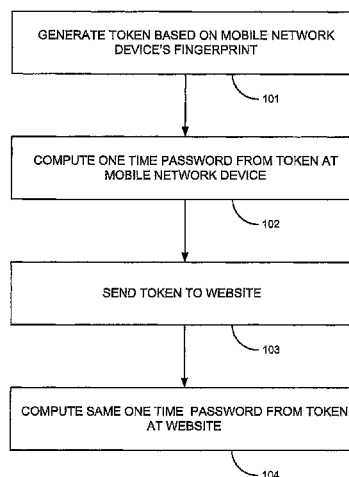 GENERATE TOKEN BASED ON MOBILE NETWORK
DEVICE'S FINGERPRINT
101
COMPUTE ONE TIME PASSWORD FROM TOKEN AT
MOBILE NETWORK DEVICE
102
SEND TOKEN TO WEBSITE
103
COMPUTE SAME ONE TIME PASSWORD FROM TOKEN
AT WEBSITE
104